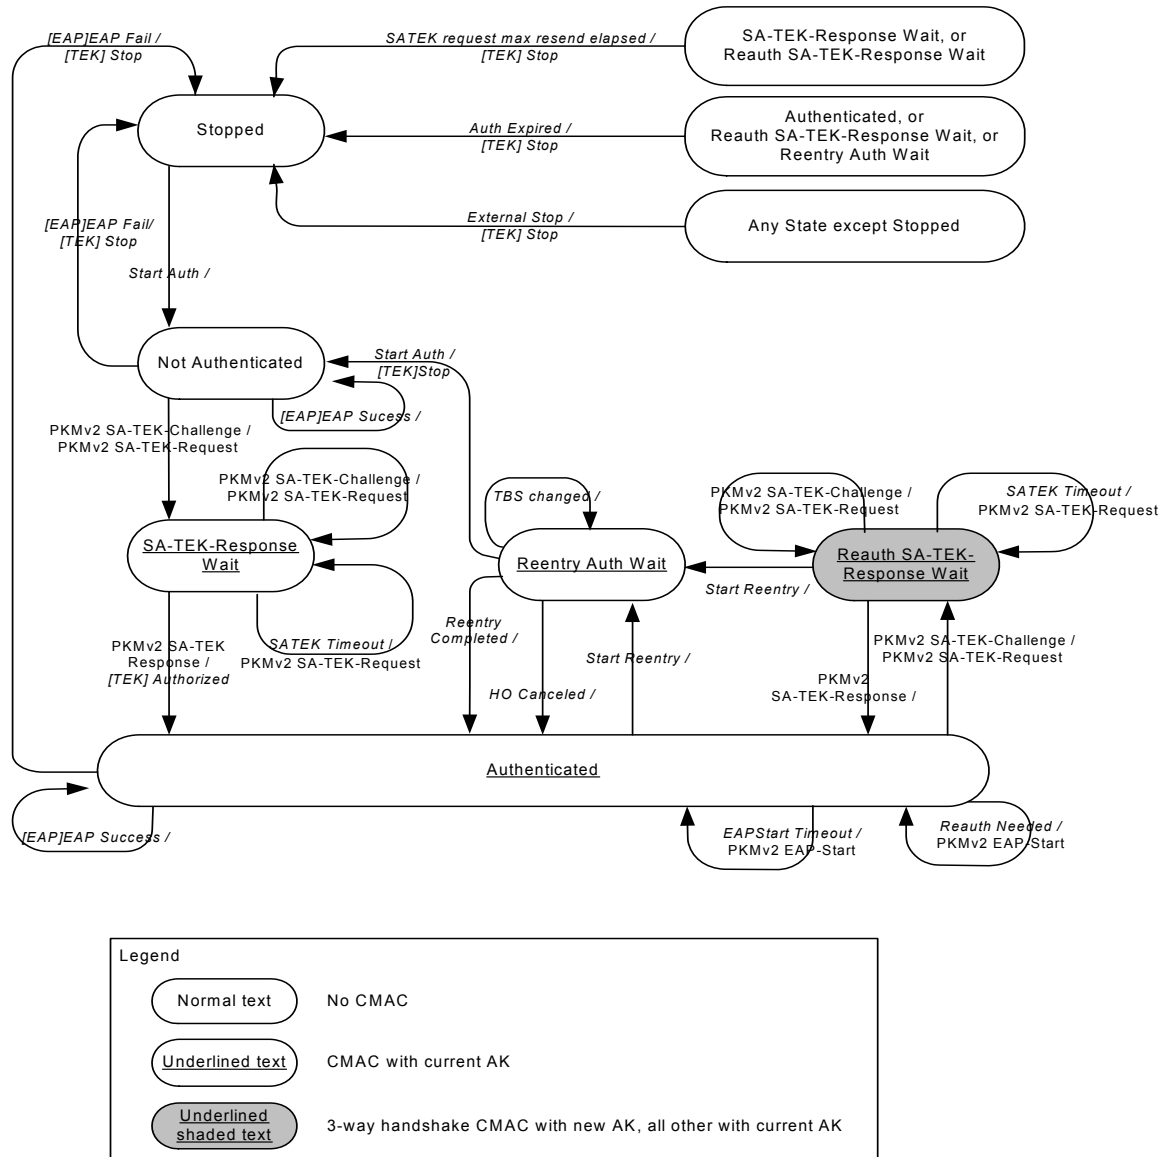 [EAP]EAP Fail /
[TEK] Stop
SATEK request max resend elapsed /
[TEK] Stop
SA-TEK-Response Wait, or
Reauth SA-TEK-Response Wait
Stopped
Auth Expired /
[TEK] Stop
Authenticated, or
Reauth SA-TEK-Response Wait, or
Reentry Auth Wait
[EAP]EAP Fail/
[TEK] Stop
External Stop /
[TEK] Stop
Any State except Stopped
Start Auth /
Not Authenticated
Start Auth /
[TEK]Stop
[EAP]EAP Sucess /
PKMv2 SA-TEK-Challenge /
PKMv2 SA-TEK-Request
PKMv2 SA-TEK-Challenge /
PKMv2 SA-TEK-Request
TBS changed /
PKMv2 SA-TEK-Challenge /
PKMv2 SA-TEK-Request
SATEK Timeout /
PKMv2 SA-TEK-Request
SA-TEK-Response
Wait
Reentry Auth Wait
Reauth SA-TEK-
Response Wait
Start Reentry /
Reentry
Completed /
PKMv2 SA-TEK
Response /
[TEK] Authorized
SATEK Timeout /
PKMv2 SA-TEK-Request
Start Reentry /
PKMv2 SA-TEK-Challenge /
PKMv2 SA-TEK-Request
HO Canceled /
PKMv2
SA-TEK-Response /
Authenticated
[EAP]EAP Success /
EAPStart Timeout /
PKMv2 EAP-Start
Reauth Needed /
PKMv2 EAP-Start
Legend
Normal text
No CMAC
Underlined text
CMAC with current AK
Underlined
shaded text
3-way handshake CMAC with new AK, all other with current AK